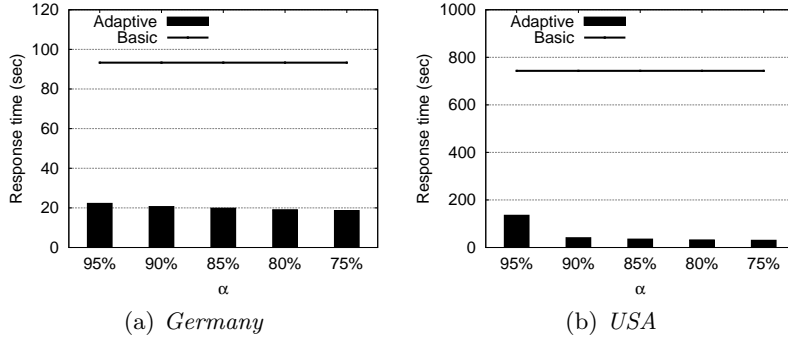 Adaptive
Basic
Response time (sec)
120
100
80
60
40
20
0
95% 90% 85% 80% 75%
α
(a) Germany
Adaptive
Basic
Response time (sec)
1000
800
600
400
200
0
95% 90% 85% 80% 75%
α
(b) USA